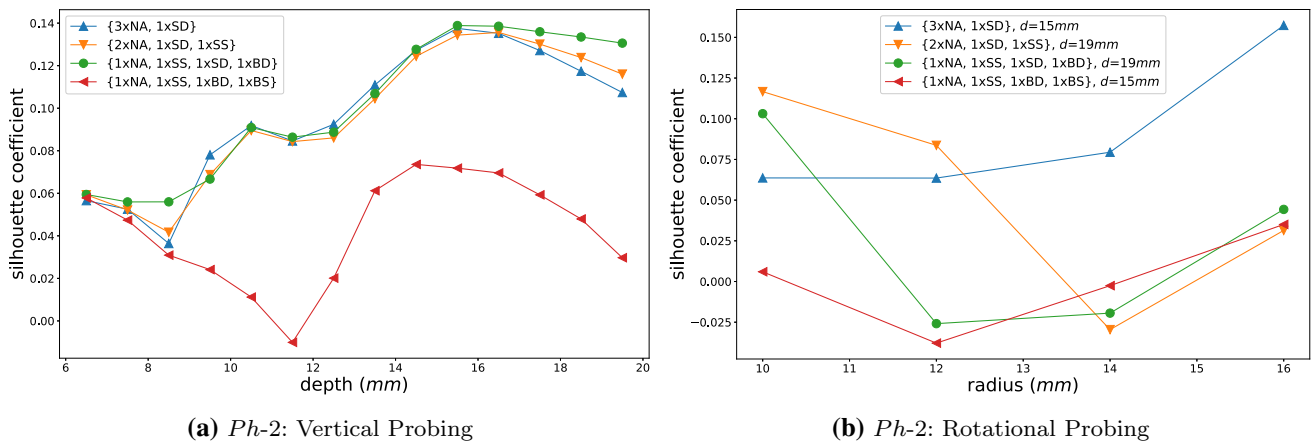 {3xNA, 1xSD}
{2xNA, 1xSD, 1xSS}
{1xNA, 1xSS, 1xSD, 1xBD}
{1xNA, 1xSS, 1xBD, 1xBS}
silhouette coefficient
0.14
0.12
0.10
0.08
0.06
0.04
0.02
0.00
6 8 10 12 14 16 18 20
depth (mm)
(a) Ph-2: Vertical Probing
{3xNA, 1xSD}, d=15mm
{2xNA, 1xSD, 1xSS}, d=19mm
{1xNA, 1xSS, 1xSD, 1xBD}, d=19mm
{1xNA, 1xSS, 1xBD, 1xBS}, d=15mm
silhouette coefficient
0.150
0.125
0.100
0.075
0.050
0.025
0.000
−0.025
10 11 12 13 14 15 16
radius (mm)
(b) Ph-2: Rotational Probing